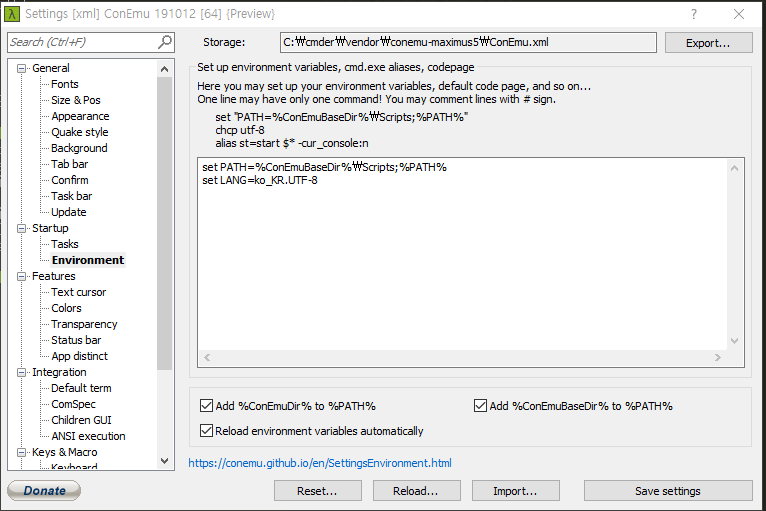 λ Settings [xml] ConEmu 191012 [64] {Preview} ?
Search (Ctrl+F)
Storage: C:₩cmder₩vendor₩conemu-maximus5₩ConEmu.xml Export...
General
Fonts
Size & Pos
Appearance
Quake style
Background
Tab bar
Confirm
Task bar
Update
Startup
Tasks
Environment
Features
Text cursor
Colors
Transparency
Status bar
App distinct
Integration
Default term
ComSpec
Children GUI
ANSI execution
Keys & Macro
Keyboard
Set up environment variables, cmd.exe aliases, codepage
Here you may set up your environment variables, default code page, and so on...
One line may have only one command! You may comment lines with # sign.
set "PATH=%ConEmuBaseDir%₩Scripts;%PATH%"
chcp utf-8
alias st=start $* -cur_console:n
set PATH=%ConEmuBaseDir%₩Scripts;%PATH%
set LANG=ko_KR.UTF-8
Add %ConEmuDir% to %PATH% Add %ConEmuBaseDir% to %PATH%
Reload environment variables automatically
https://conemu.github.io/en/SettingsEnvironment.html
Donate Reset... Reload... Import... Save settings